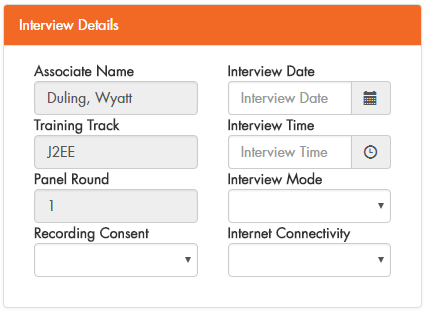 Interview Details
Associate Name Interview Date
Duling, Wyatt Interview Date
Training Track Interview Time
J2EE Interview Time
Panel Round Interview Mode
1
Recording Consent Internet Connectivity